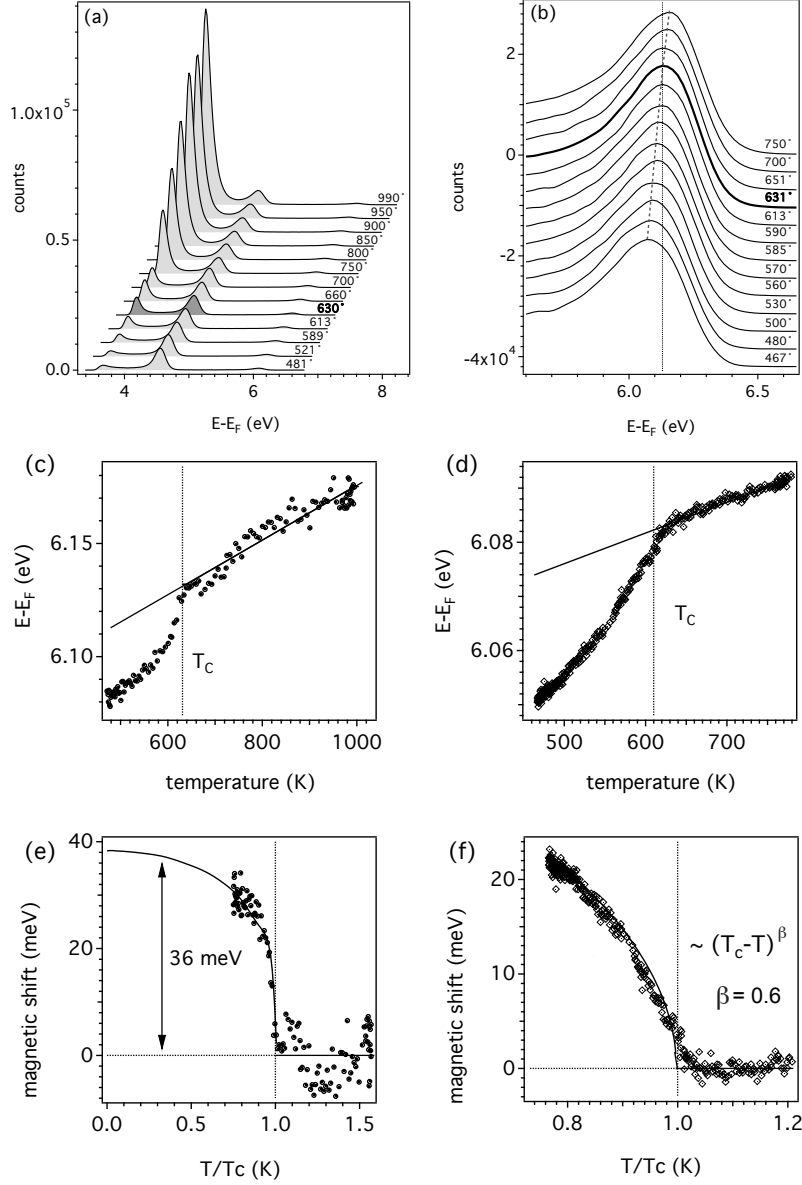 (a)
counts
1.0x10⁵
0.5
0.0
990°
950°
900°
850°
800°
750°
700°
660°
630°
613°
589°
521°
481°
4
6
8
E-E_F (eV)
(b)
counts
2
0
-2
-4x10⁴
750°
700°
651°
631°
613°
590°
585°
570°
560°
530°
500°
480°
467°
6.0
6.5
E-E_F (eV)
(c)
E-E_F (eV)
6.15
6.10
T_C
600
800
1000
temperature (K)
(d)
E-E_F (eV)
6.08
6.06
T_C
500
600
700
temperature (K)
(e)
magnetic shift (meV)
40
20
0
36 meV
0.0
0.5
1.0
1.5
T/Tc (K)
(f)
magnetic shift (meV)
20
10
0
~ (T_c-T)^β
β = 0.6
0.8
1.0
1.2
T/Tc (K)